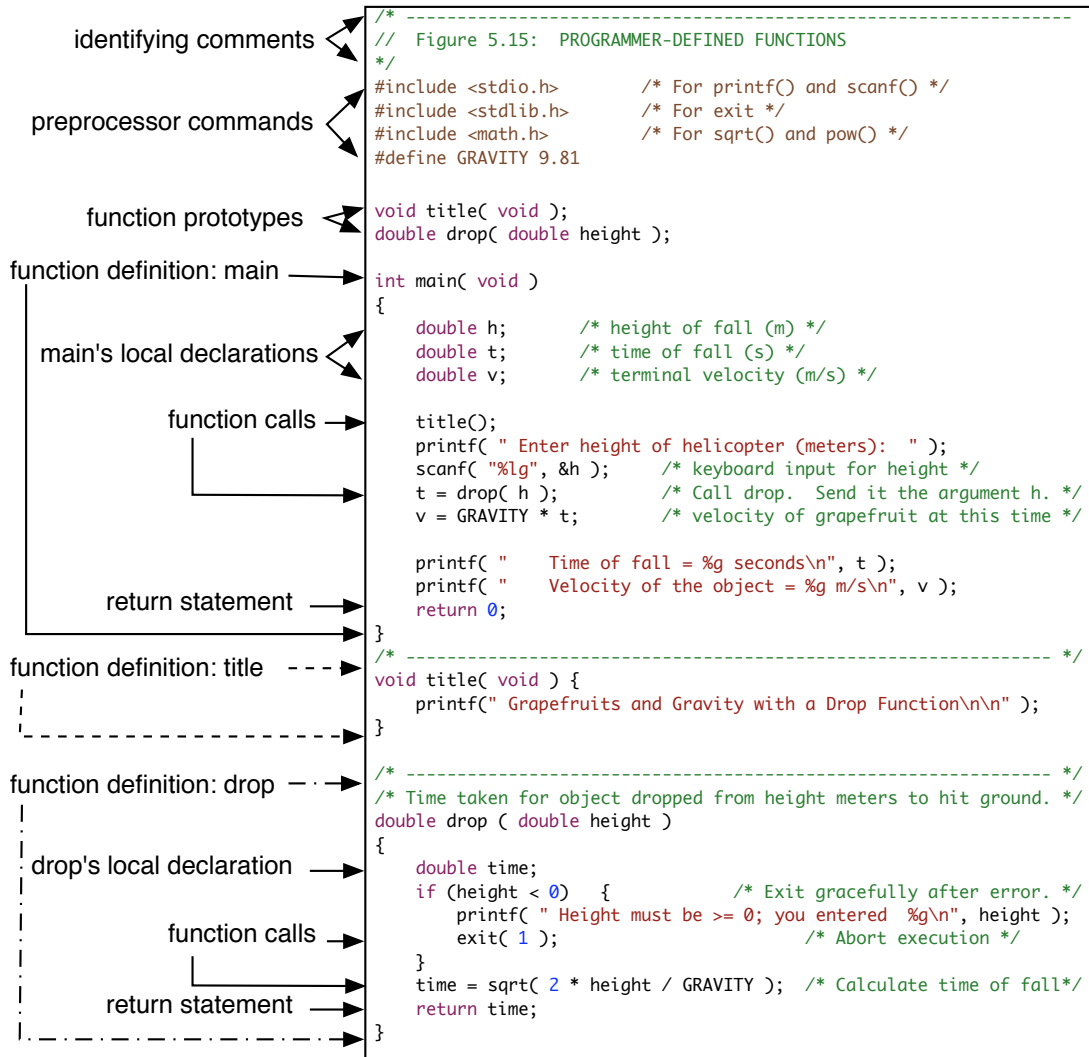 identifying comments
preprocessor commands
function prototypes
function definition: main
main's local declarations
function calls
return statement
function definition: title
function definition: drop
drop's local declaration
function calls
return statement
/* ----------------------------------------------------------------
//  Figure 5.15:  PROGRAMMER-DEFINED FUNCTIONS
*/
#include <stdio.h>        /* For printf() and scanf() */
#include <stdlib.h>       /* For exit */
#include <math.h>        /* For sqrt() and pow() */
#define GRAVITY 9.81
void title( void );
double drop( double height );
int main( void )
{
    double h;       /* height of fall (m) */
    double t;       /* time of fall (s) */
    double v;       /* terminal velocity (m/s) */
    title();
    printf( " Enter height of helicopter (meters):  " );
    scanf( "%lg", &h );     /* keyboard input for height */
    t = drop( h );          /* Call drop.  Send it the argument h. */
    v = GRAVITY * t;        /* velocity of grapefruit at this time */
    printf( "    Time of fall = %g seconds\n", t );
    printf( "    Velocity of the object = %g m/s\n", v );
    return 0;
}
/* -------------------------------------------------------------- */
void title( void ) {
    printf(" Grapefruits and Gravity with a Drop Function\n\n" );
}
/* -------------------------------------------------------------- */
/* Time taken for object dropped from height meters to hit ground. */
double drop ( double height )
{
    double time;
    if (height < 0)   {            /* Exit gracefully after error. */
        printf( " Height must be >= 0; you entered  %g\n", height );
        exit( 1 );                        /* Abort execution */
    }
    time = sqrt( 2 * height / GRAVITY );  /* Calculate time of fall*/
    return time;
}